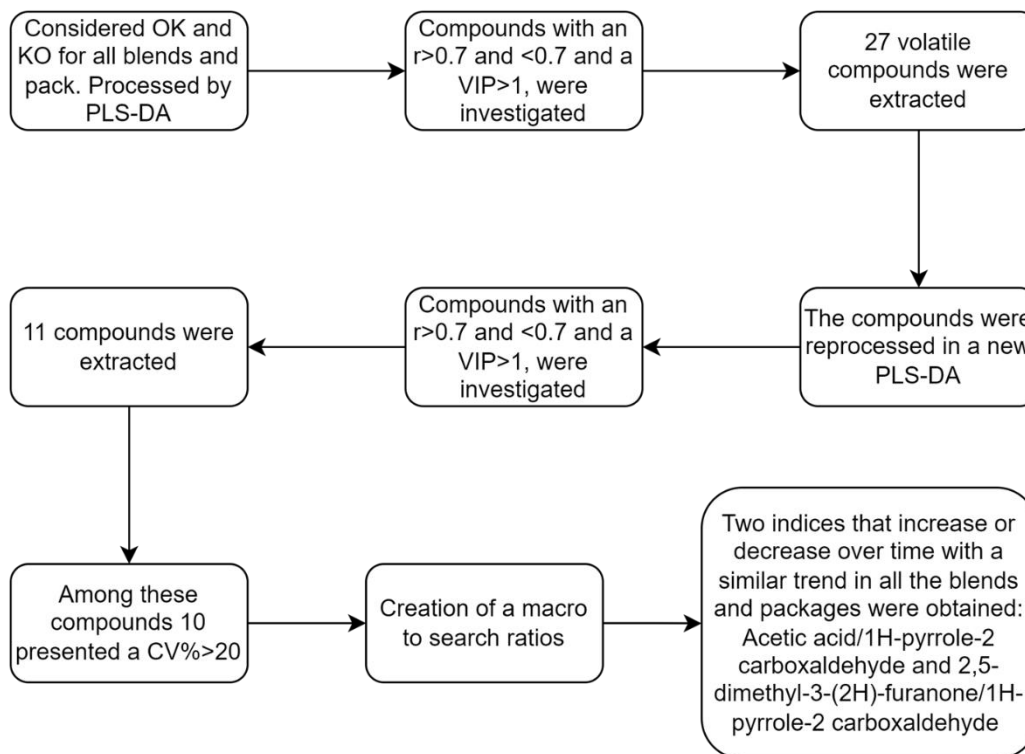 Considered OK and
KO for all blends and
pack. Processed by
PLS-DA
Compounds with an
r>0.7 and <0.7 and a
VIP>1, were
investigated
27 volatile
compounds were
extracted
The compounds were
reprocessed in a new
PLS-DA
Compounds with an
r>0.7 and <0.7 and a
VIP>1, were
investigated
11 compounds were
extracted
Among these
compounds 10
presented a CV%>20
Creation of a macro
to search ratios
Two indices that increase or
decrease over time with a
similar trend in all the blends
and packages were obtained:
Acetic acid/1H-pyrrole-2
carboxaldehyde and 2,5-
dimethyl-3-(2H)-furanone/1H-
pyrrole-2 carboxaldehyde